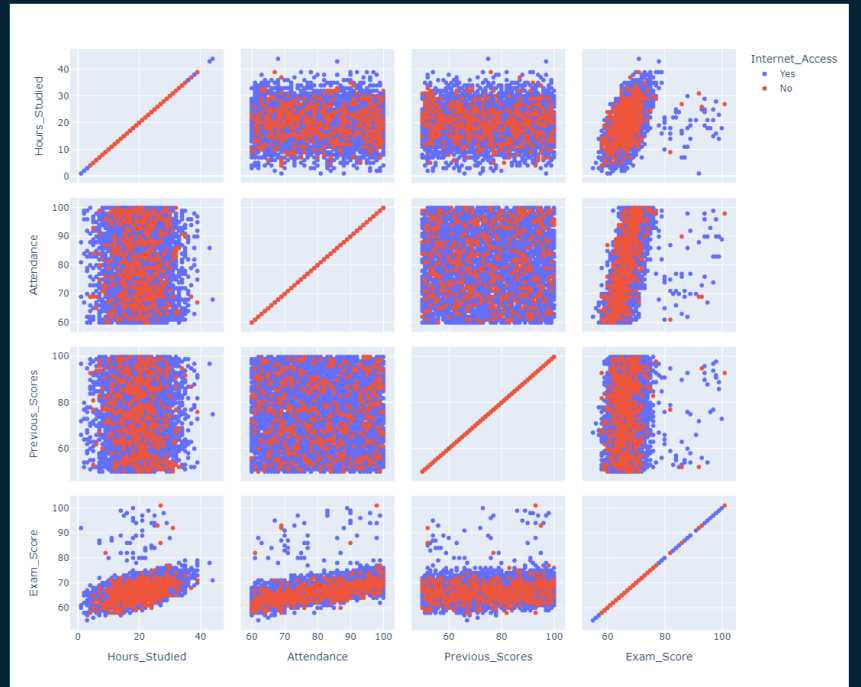 Internet_Access
Yes
No
Hours_Studied
40
30
20
10
0
Attendance
100
90
80
70
60
Previous_Scores
100
80
60
Exam_Score
100
90
80
70
60
0 20 40 60 70 80 90 100 60 80 100 60 80 100
Hours_Studied Attendance Previous_Scores Exam_Score